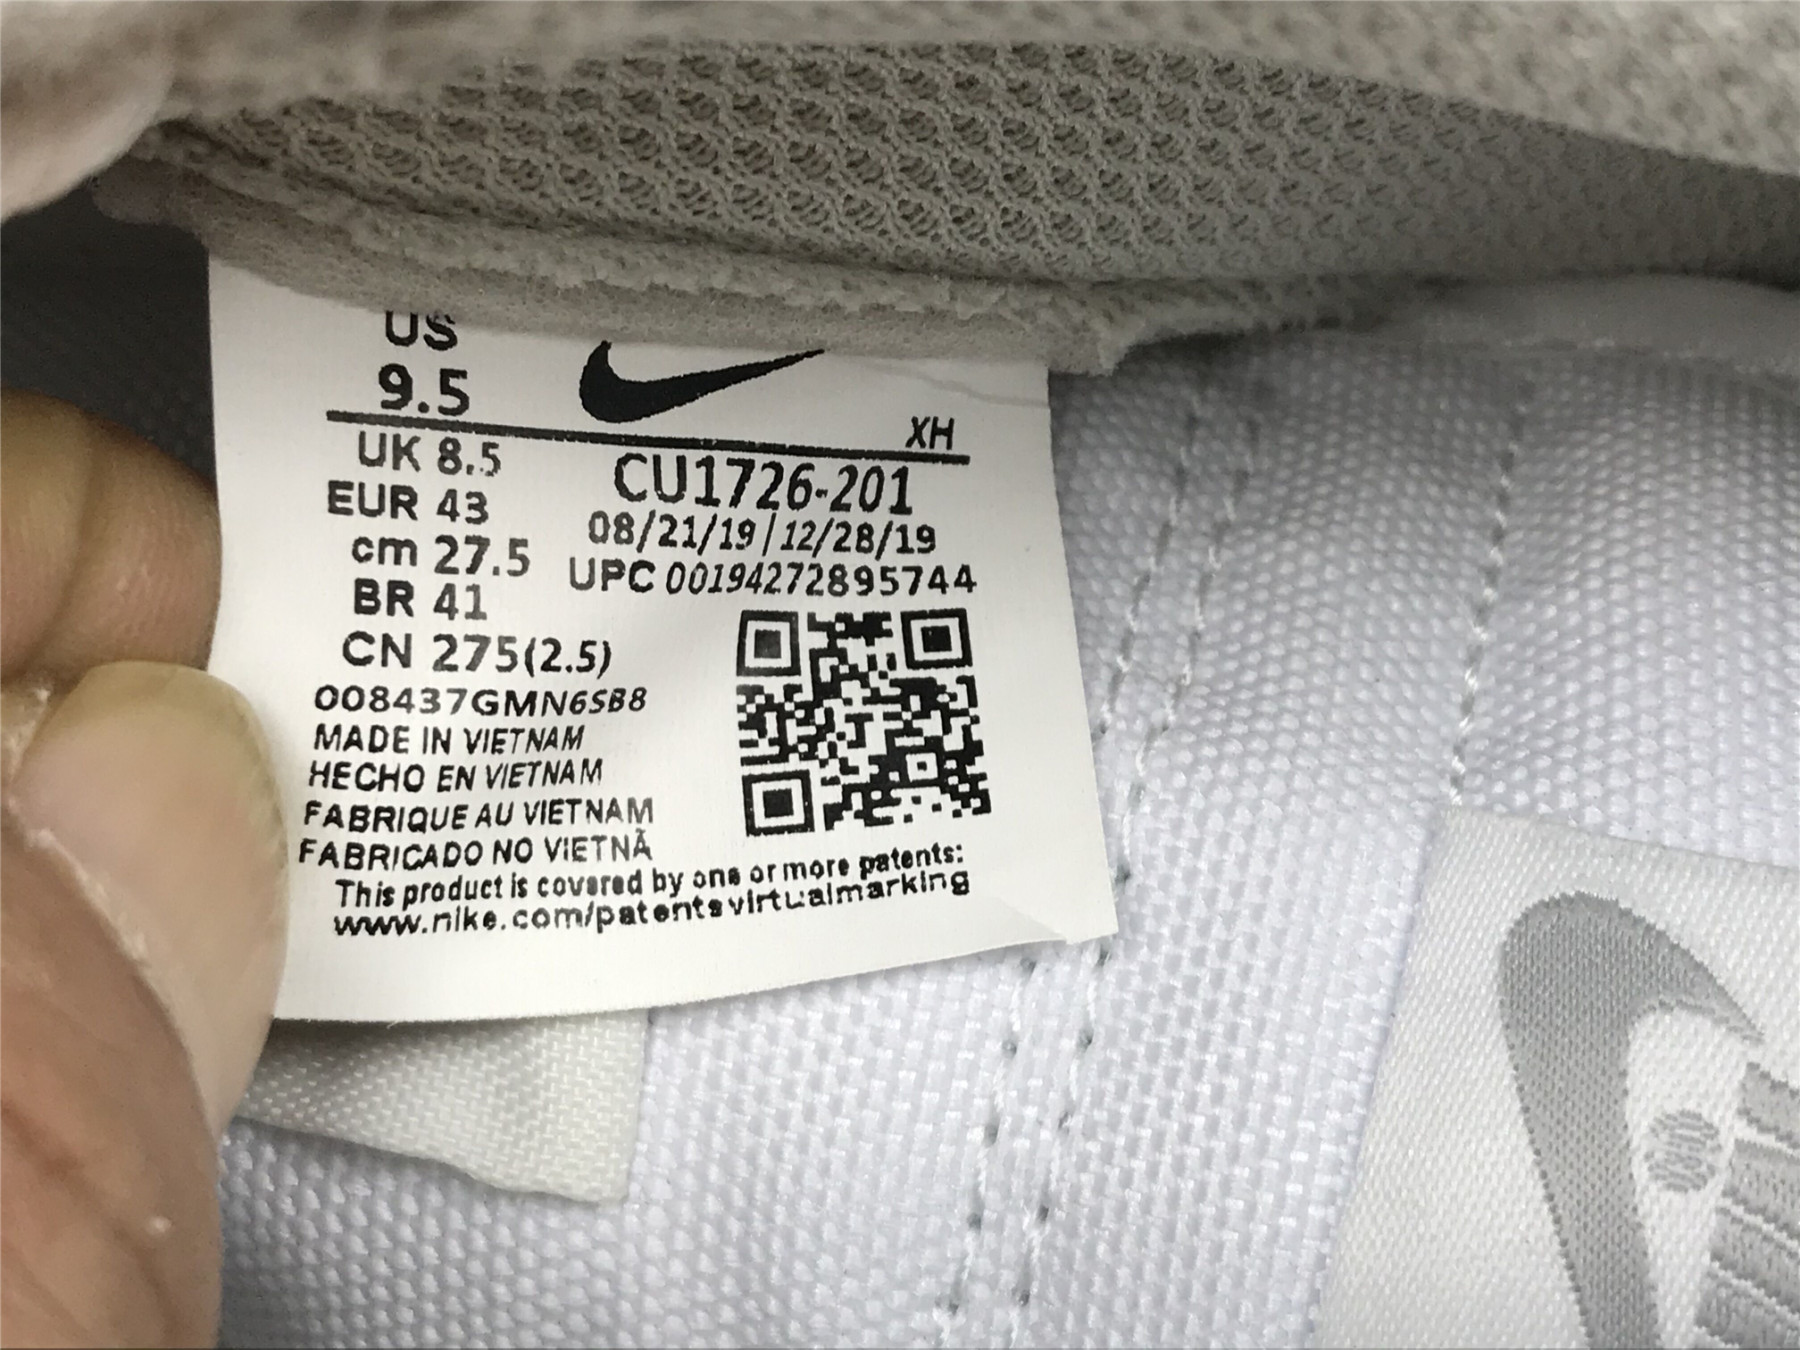 US
9.5
XH
UK 8.5
EUR 43
cm 27.5
BR 41
CN 275(2.5)
CU1726-201
08/21/19 | 12/28/19
UPC 00194272895744
008437GMN6SB8
MADE IN VIETNAM
HECHO EN VIETNAM
FABRIQUE AU VIETNAM
FABRICADO NO VIETNÃ
This product is covered by one or more patents:
www.nike.com/patentsvirtualmarking